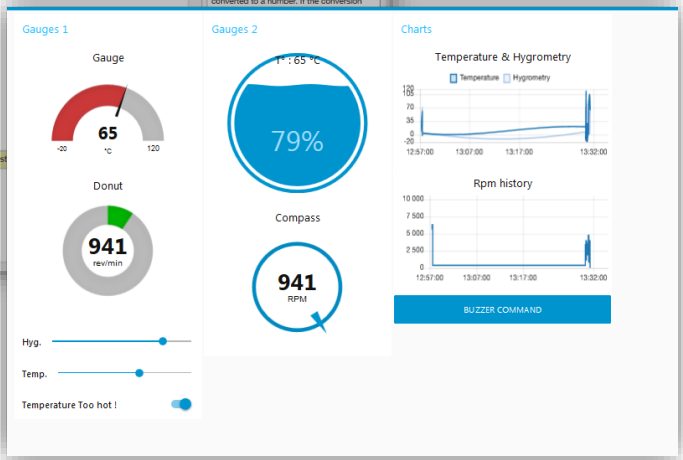 converted to a number. If the conversion
Gauges 1
Gauge
65
°C
-20
120
Donut
941
rev/min
Hyg.
Temp.
Temperature Too hot !
Gauges 2
T° : 65 °C
79%
Compass
941
RPM
Charts
Temperature & Hygrometry
Temperature Hygrometry
120
105
70
35
0
-20
12:57:00 13:07:00 13:17:00 13:32:00
Rpm history
10 000
7 500
5 000
2 500
0
12:57:00 13:07:00 13:17:00 13:32:00
BUZZER COMMAND